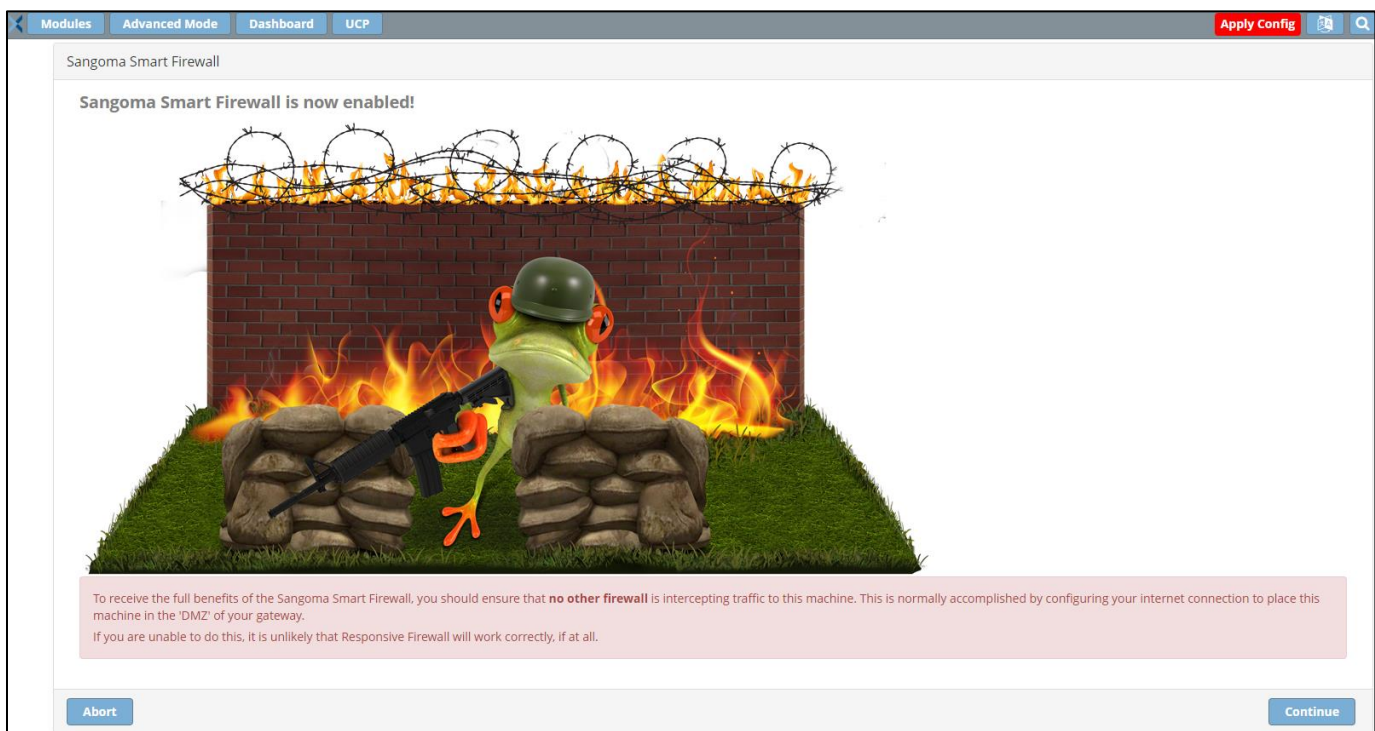 Modules Advanced Mode Dashboard UCP Apply Config
Sangoma Smart Firewall
Sangoma Smart Firewall is now enabled!
To receive the full benefits of the Sangoma Smart Firewall, you should ensure that no other firewall is intercepting traffic to this machine. This is normally accomplished by configuring your internet connection to place this
machine in the 'DMZ' of your gateway.
If you are unable to do this, it is unlikely that Responsive Firewall will work correctly, if at all.
Abort Continue